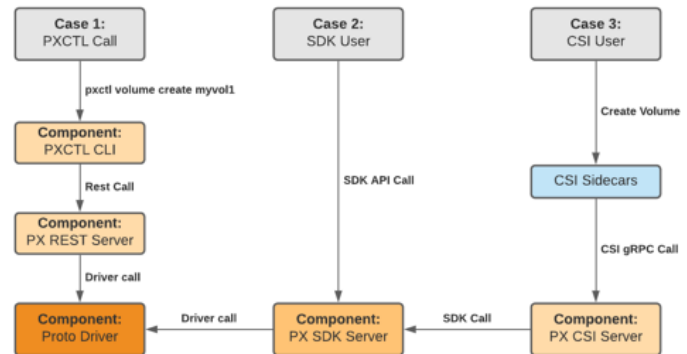 Case 1:
PXCTL Call
Case 2:
SDK User
Case 3:
CSI User
pxctl volume create myvol1
Create Volume
Component:
PXCTL CLI
SDK API Call
CSI Sidecars
Rest Call
Component:
PX REST Server
CSI gRPC Call
Driver call
Component:
Proto Driver
Driver call
Component:
PX SDK Server
SDK Call
Component:
PX CSI Server